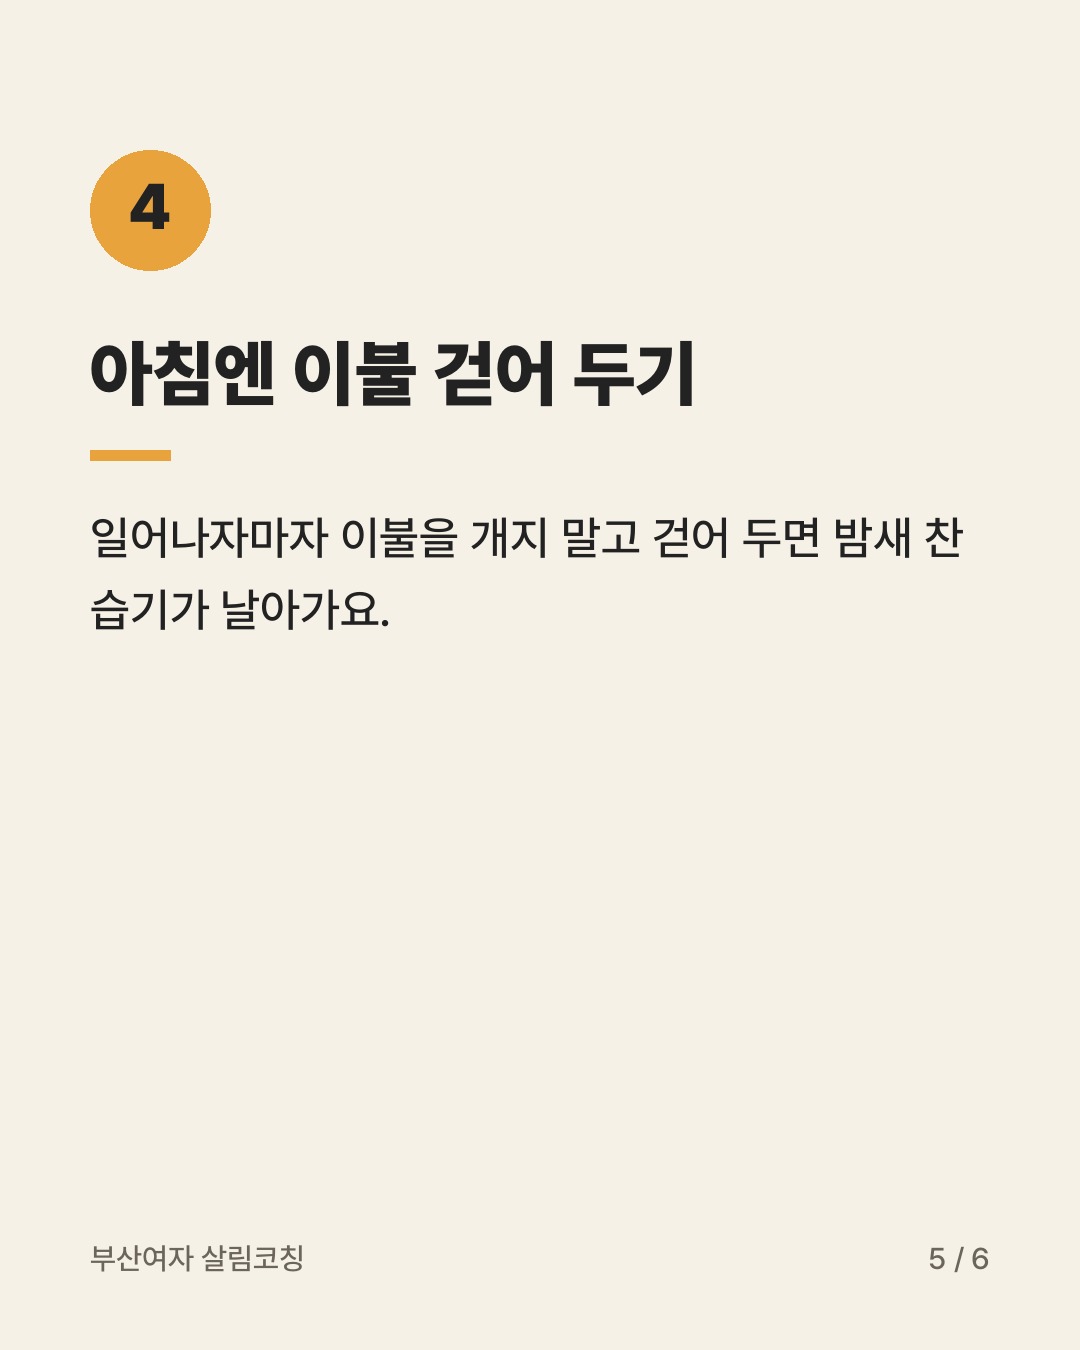 4
아침엔 이불 걷어 두기
일어나자마자 이불을 개지 말고 걷어 두면 밤새 찬
습기가 날아가요.
부산여자 살림코칭
5 / 6